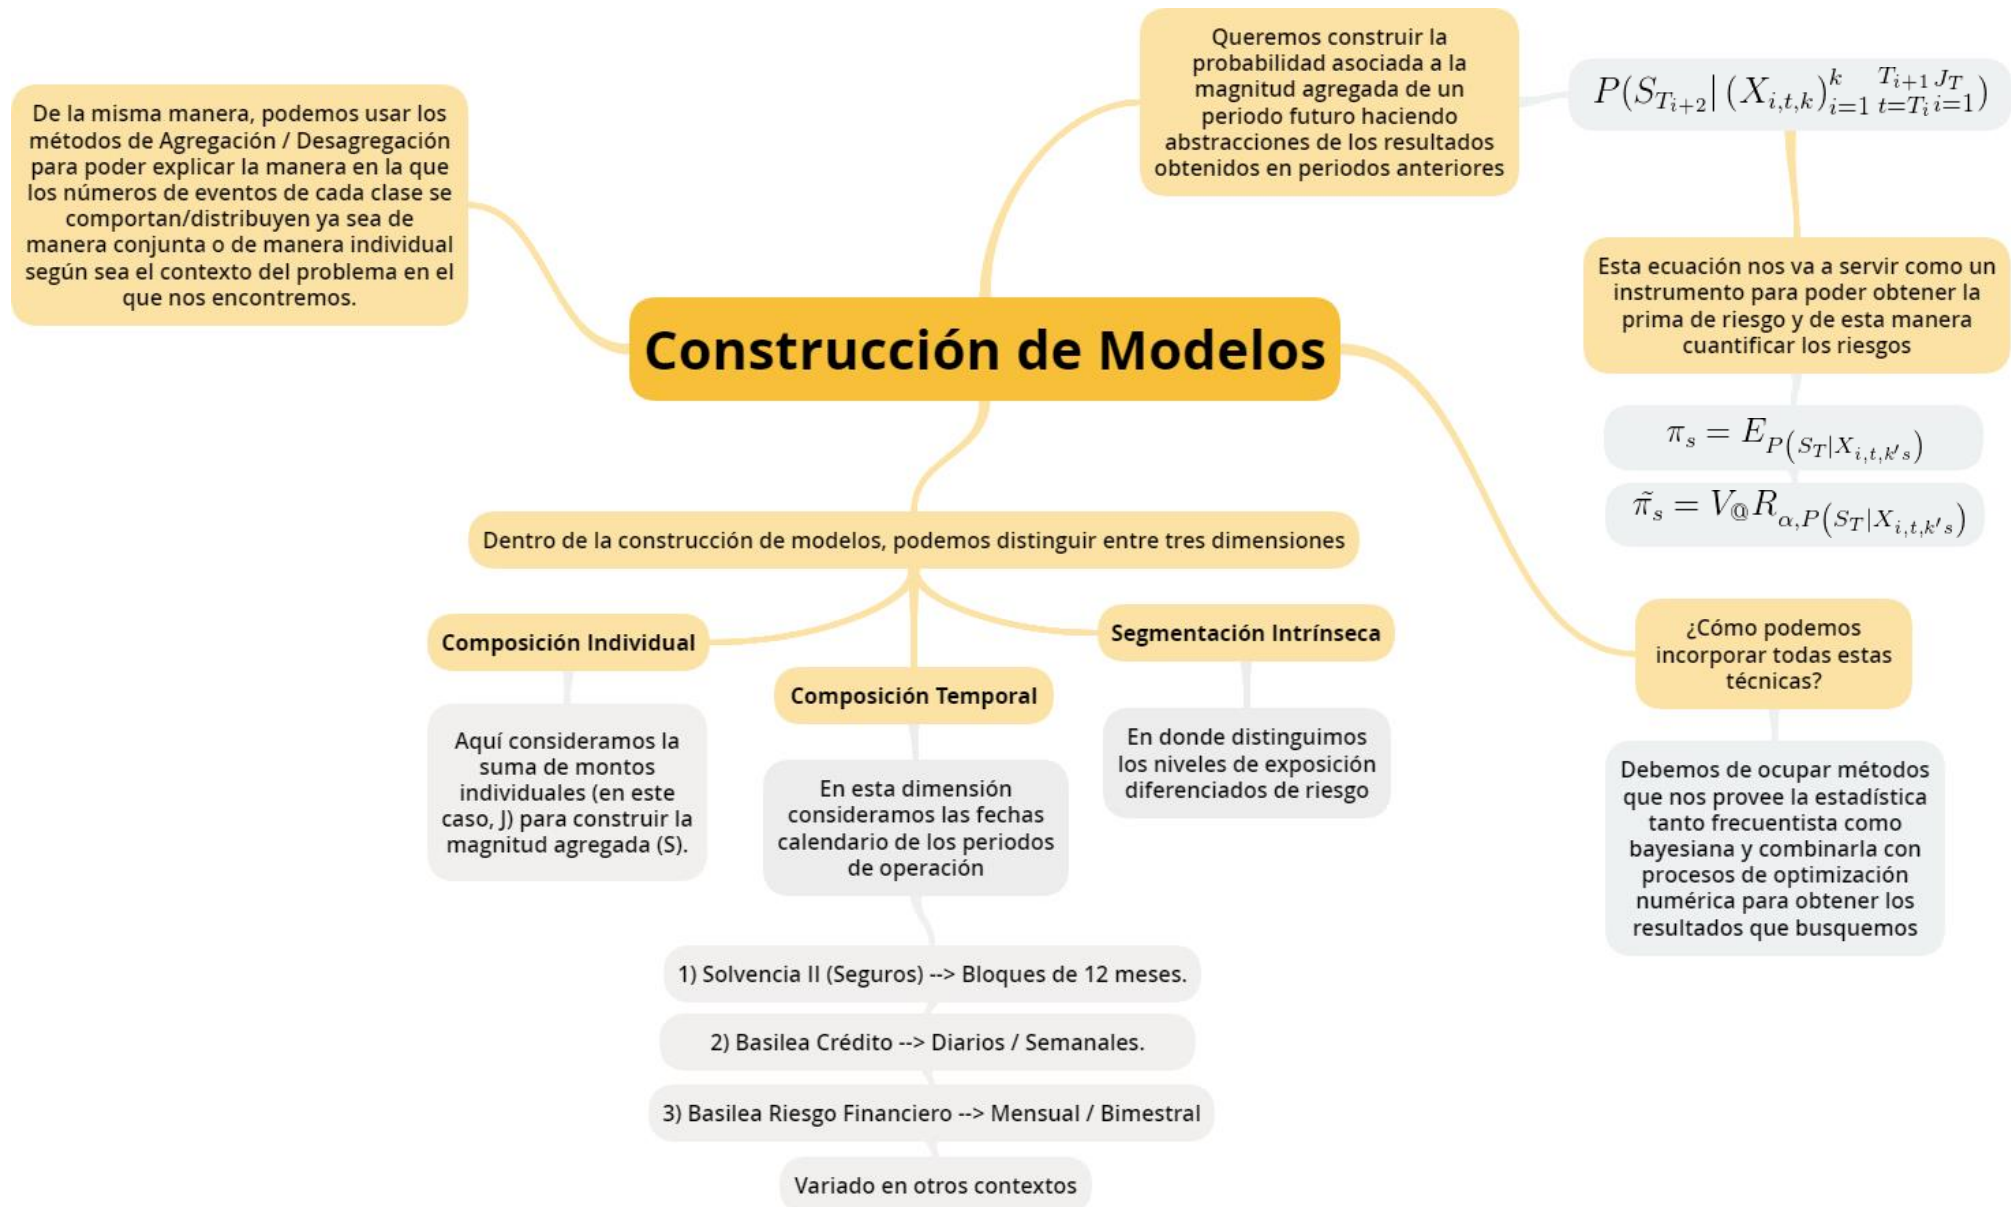 De la misma manera, podemos usar los
métodos de Agregación / Desagregación
para poder explicar la manera en la que
los números de eventos de cada clase se
comportan/distribuyen ya sea de
manera conjunta o de manera individual
según sea el contexto del problema en el
que nos encontremos.
Queremos construir la
probabilidad asociada a la
magnitud agregada de un
periodo futuro haciendo
abstracciones de los resultados
obtenidos en periodos anteriores
$P(S_{T_{i+2}}|\,(X_{i,t,k})_{i=1}^{k}\,{}_{t=T_i}^{T_{i+1}}\,{}_{i=1}^{J_T})$
Esta ecuación nos va a servir como un
instrumento para poder obtener la
prima de riesgo y de esta manera
cuantificar los riesgos
$\pi_s = E_{P(S_T|X_{i,t,k's})}$
$\tilde{\pi}_s = V_@R_{\alpha,P(S_T|X_{i,t,k's})}$
Construcción de Modelos
Dentro de la construcción de modelos, podemos distinguir entre tres dimensiones
Composición Individual
Aquí consideramos la
suma de montos
individuales (en este
caso, J) para construir la
magnitud agregada (S).
Composición Temporal
En esta dimensión
consideramos las fechas
calendario de los periodos
de operación
1) Solvencia II (Seguros) --> Bloques de 12 meses.
2) Basilea Crédito --> Diarios / Semanales.
3) Basilea Riesgo Financiero --> Mensual / Bimestral
Variado en otros contextos
Segmentación Intrínseca
En donde distinguimos
los niveles de exposición
diferenciados de riesgo
¿Cómo podemos
incorporar todas estas
técnicas?
Debemos de ocupar métodos
que nos provee la estadística
tanto frecuentista como
bayesiana y combinarla con
procesos de optimización
numérica para obtener los
resultados que busquemos